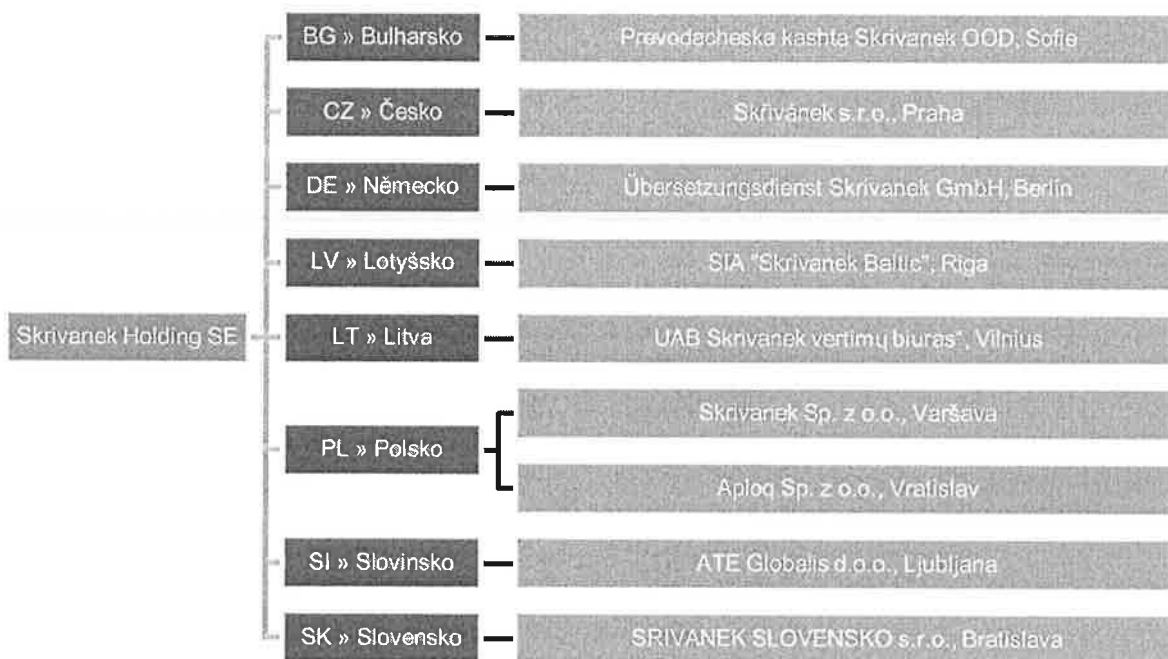 BG » Bulharsko
Prevodacheska kashta Skrivanek OOD, Sofie
CZ » Česko
Skřivánek s.r.o., Praha
DE » Německo
Übersetzungsdienst Skrivanek GmbH, Berlin
LV » Lotyšsko
SIA "Skrivanek Baltic", Riga
Skrivanek Holding SE
LT » Litva
UAB Skrivanek vertimų biuras", Vilnius
PL » Polsko
Skrivanek Sp. z o.o., Varšava
Aploq Sp. z o.o., Vratislav
SI » Slovinsko
ATE Globalis d.o.o., Ljubljana
SK » Slovensko
SRIVANEK SLOVENSKO s.r.o., Bratislava